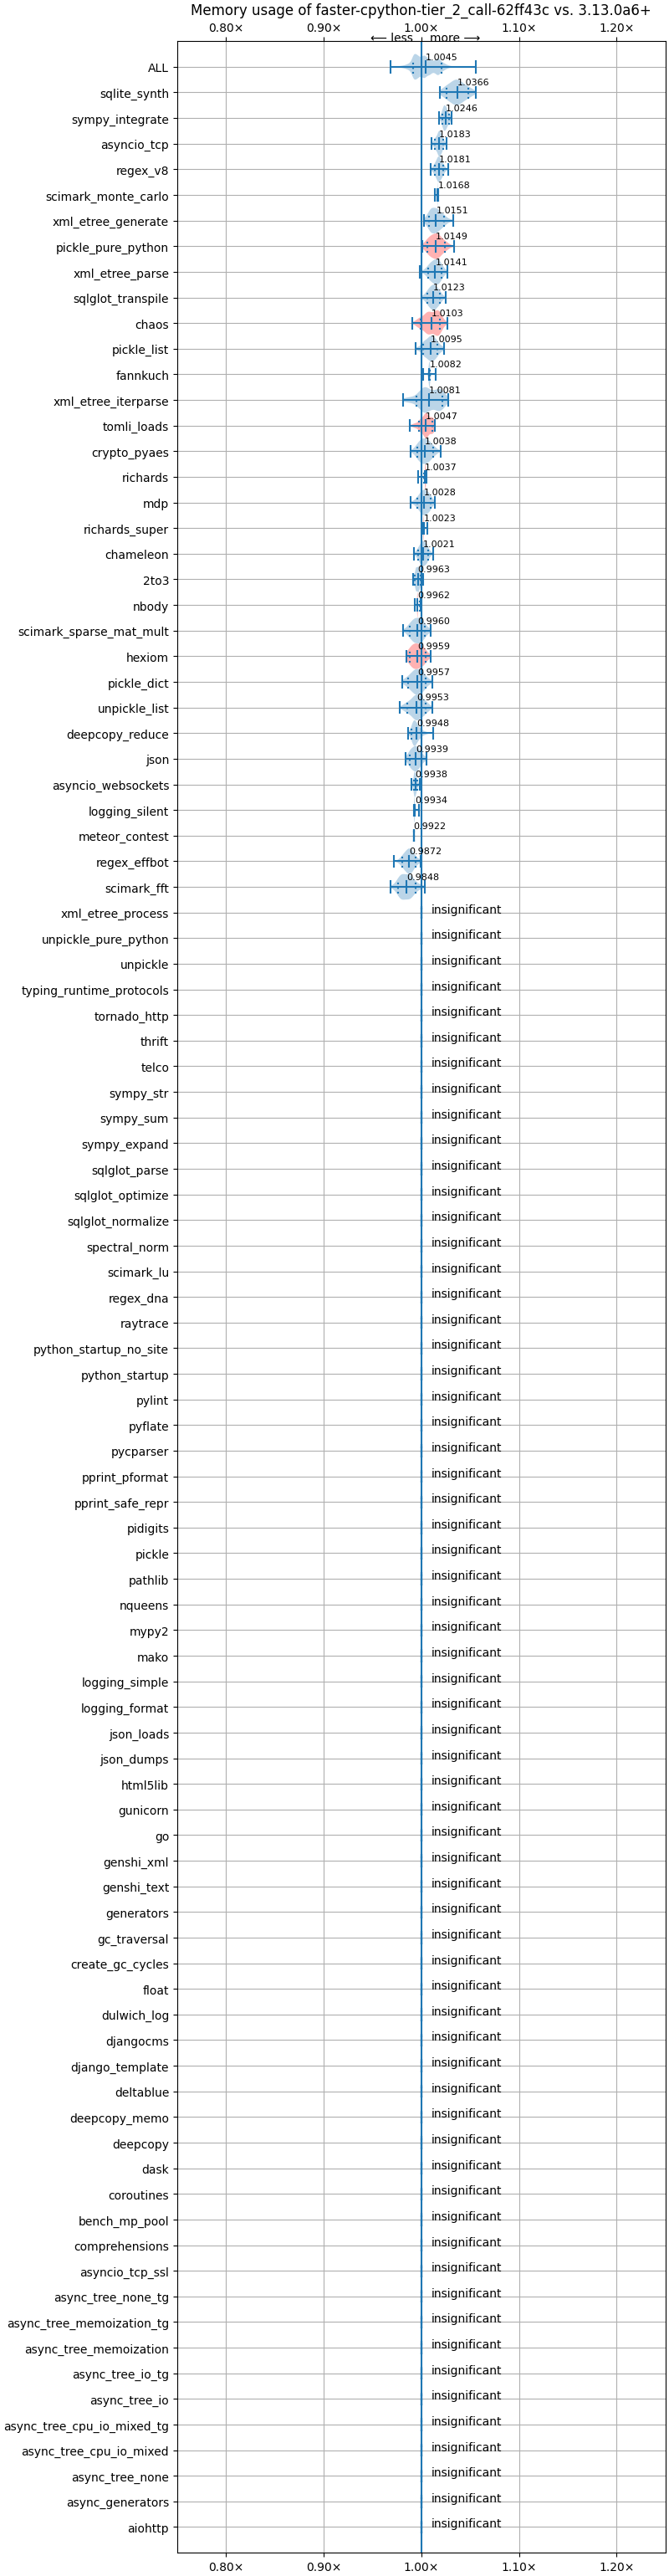 Memory usage of faster-cpython-tier_2_call-62ff43c vs. 3.13.0a6+
0.80× 0.90× 1.00× 1.10× 1.20×
⟵ less more ⟶
ALL 1.0045
sqlite_synth 1.0366
sympy_integrate 1.0246
asyncio_tcp 1.0183
regex_v8 1.0181
scimark_monte_carlo 1.0168
xml_etree_generate 1.0151
pickle_pure_python 1.0149
xml_etree_parse 1.0141
sqlglot_transpile 1.0123
chaos 1.0103
pickle_list 1.0095
fannkuch 1.0082
xml_etree_iterparse 1.0081
tomli_loads 1.0047
crypto_pyaes 1.0038
richards 1.0037
mdp 1.0028
richards_super 1.0023
chameleon 1.0021
2to3 0.9963
nbody 0.9962
scimark_sparse_mat_mult 0.9960
hexiom 0.9959
pickle_dict 0.9957
unpickle_list 0.9953
deepcopy_reduce 0.9948
json 0.9939
asyncio_websockets 0.9938
logging_silent 0.9934
meteor_contest 0.9922
regex_effbot 0.9872
scimark_fft 0.9848
xml_etree_process insignificant
unpickle_pure_python insignificant
unpickle insignificant
typing_runtime_protocols insignificant
tornado_http insignificant
thrift insignificant
telco insignificant
sympy_str insignificant
sympy_sum insignificant
sympy_expand insignificant
sqlglot_parse insignificant
sqlglot_optimize insignificant
sqlglot_normalize insignificant
spectral_norm insignificant
scimark_lu insignificant
regex_dna insignificant
raytrace insignificant
python_startup_no_site insignificant
python_startup insignificant
pylint insignificant
pyflate insignificant
pycparser insignificant
pprint_pformat insignificant
pprint_safe_repr insignificant
pidigits insignificant
pickle insignificant
pathlib insignificant
nqueens insignificant
mypy2 insignificant
mako insignificant
logging_simple insignificant
logging_format insignificant
json_loads insignificant
json_dumps insignificant
html5lib insignificant
gunicorn insignificant
go insignificant
genshi_xml insignificant
genshi_text insignificant
generators insignificant
gc_traversal insignificant
create_gc_cycles insignificant
float insignificant
dulwich_log insignificant
djangocms insignificant
django_template insignificant
deltablue insignificant
deepcopy_memo insignificant
deepcopy insignificant
dask insignificant
coroutines insignificant
bench_mp_pool insignificant
comprehensions insignificant
asyncio_tcp_ssl insignificant
async_tree_none_tg insignificant
async_tree_memoization_tg insignificant
async_tree_memoization insignificant
async_tree_io_tg insignificant
async_tree_io insignificant
async_tree_cpu_io_mixed_tg insignificant
async_tree_cpu_io_mixed insignificant
async_tree_none insignificant
async_generators insignificant
aiohttp insignificant
0.80× 0.90× 1.00× 1.10× 1.20×